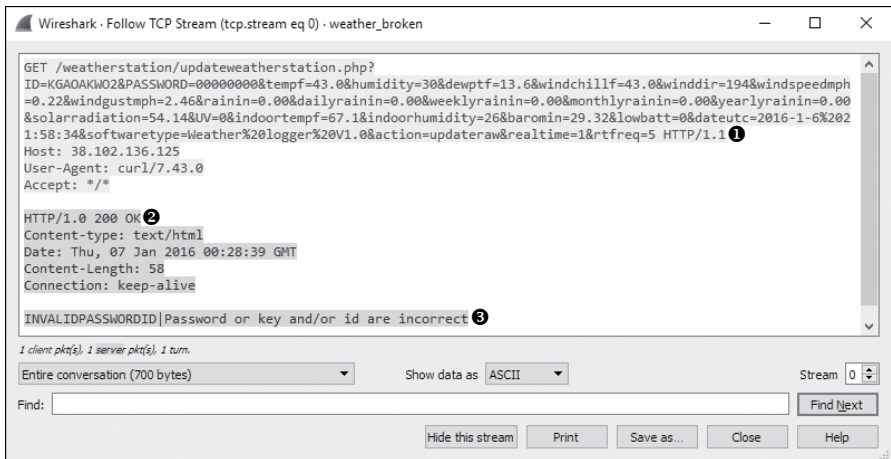 Wireshark · Follow TCP Stream (tcp.stream eq 0) · weather_broken
GET /weatherstation/updateweatherstation.php?
ID=KGAOAKWO2&PASSWORD=00000000&tempf=43.0&humidity=30&dewptf=13.6&windchillf=43.0&winddir=194&windspeedmph
=0.22&windgustmph=2.46&rainin=0.00&dailyrainin=0.00&weeklyrainin=0.00&monthlyrainin=0.00&yearlyrainin=0.00
&solarradiation=54.14&UV=0&indoortempf=67.1&indoorhumidity=26&baromin=29.32&lowbatt=0&dateutc=2016-1-6%202
1:58:34&softwaretype=Weather%20logger%20V1.0&action=updateraw&realtime=1&rtfreq=5 HTTP/1.1❶
Host: 38.102.136.125
User-Agent: curl/7.43.0
Accept: */*
HTTP/1.0 200 OK❷
Content-type: text/html
Date: Thu, 07 Jan 2016 00:28:39 GMT
Content-Length: 58
Connection: keep-alive
INVALIDPASSWORDID|Password or key and/or id are incorrect❸
1 client pkt(s), 1 server pkt(s), 1 turn.
Entire conversation (700 bytes) Show data as ASCII Stream 0
Find: Find Next
Hide this stream Print Save as... Close Help